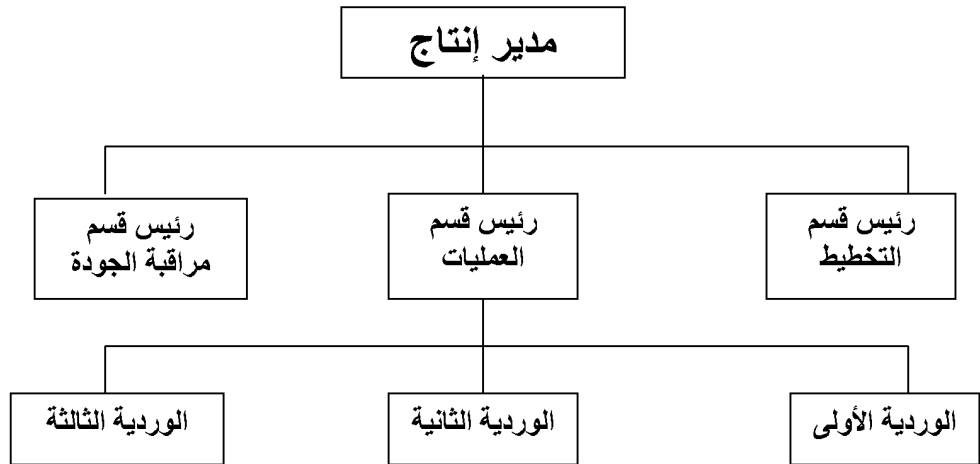 مدير إنتاج
رئيس قسم
التخطيط
رئيس قسم
العمليات
رئيس قسم
مراقبة الجودة
الوردية الأولى
الوردية الثانية
الوردية الثالثة